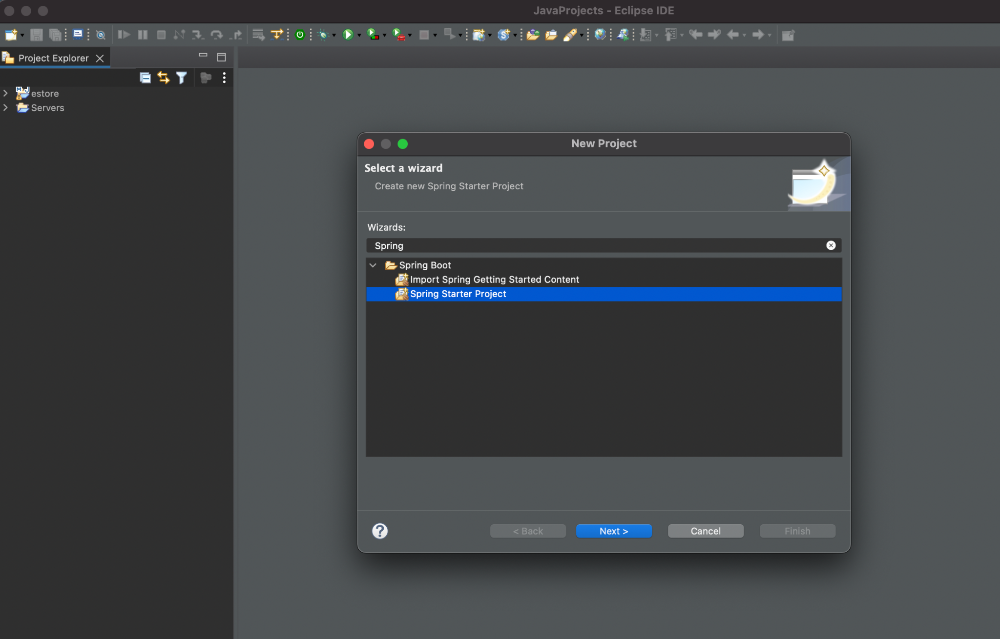 JavaProjects - Eclipse IDE
Project Explorer
estore
Servers
New Project
Select a wizard
Create new Spring Starter Project
Wizards:
Spring
Spring Boot
Import Spring Getting Started Content
Spring Starter Project
< Back
Next >
Cancel
Finish